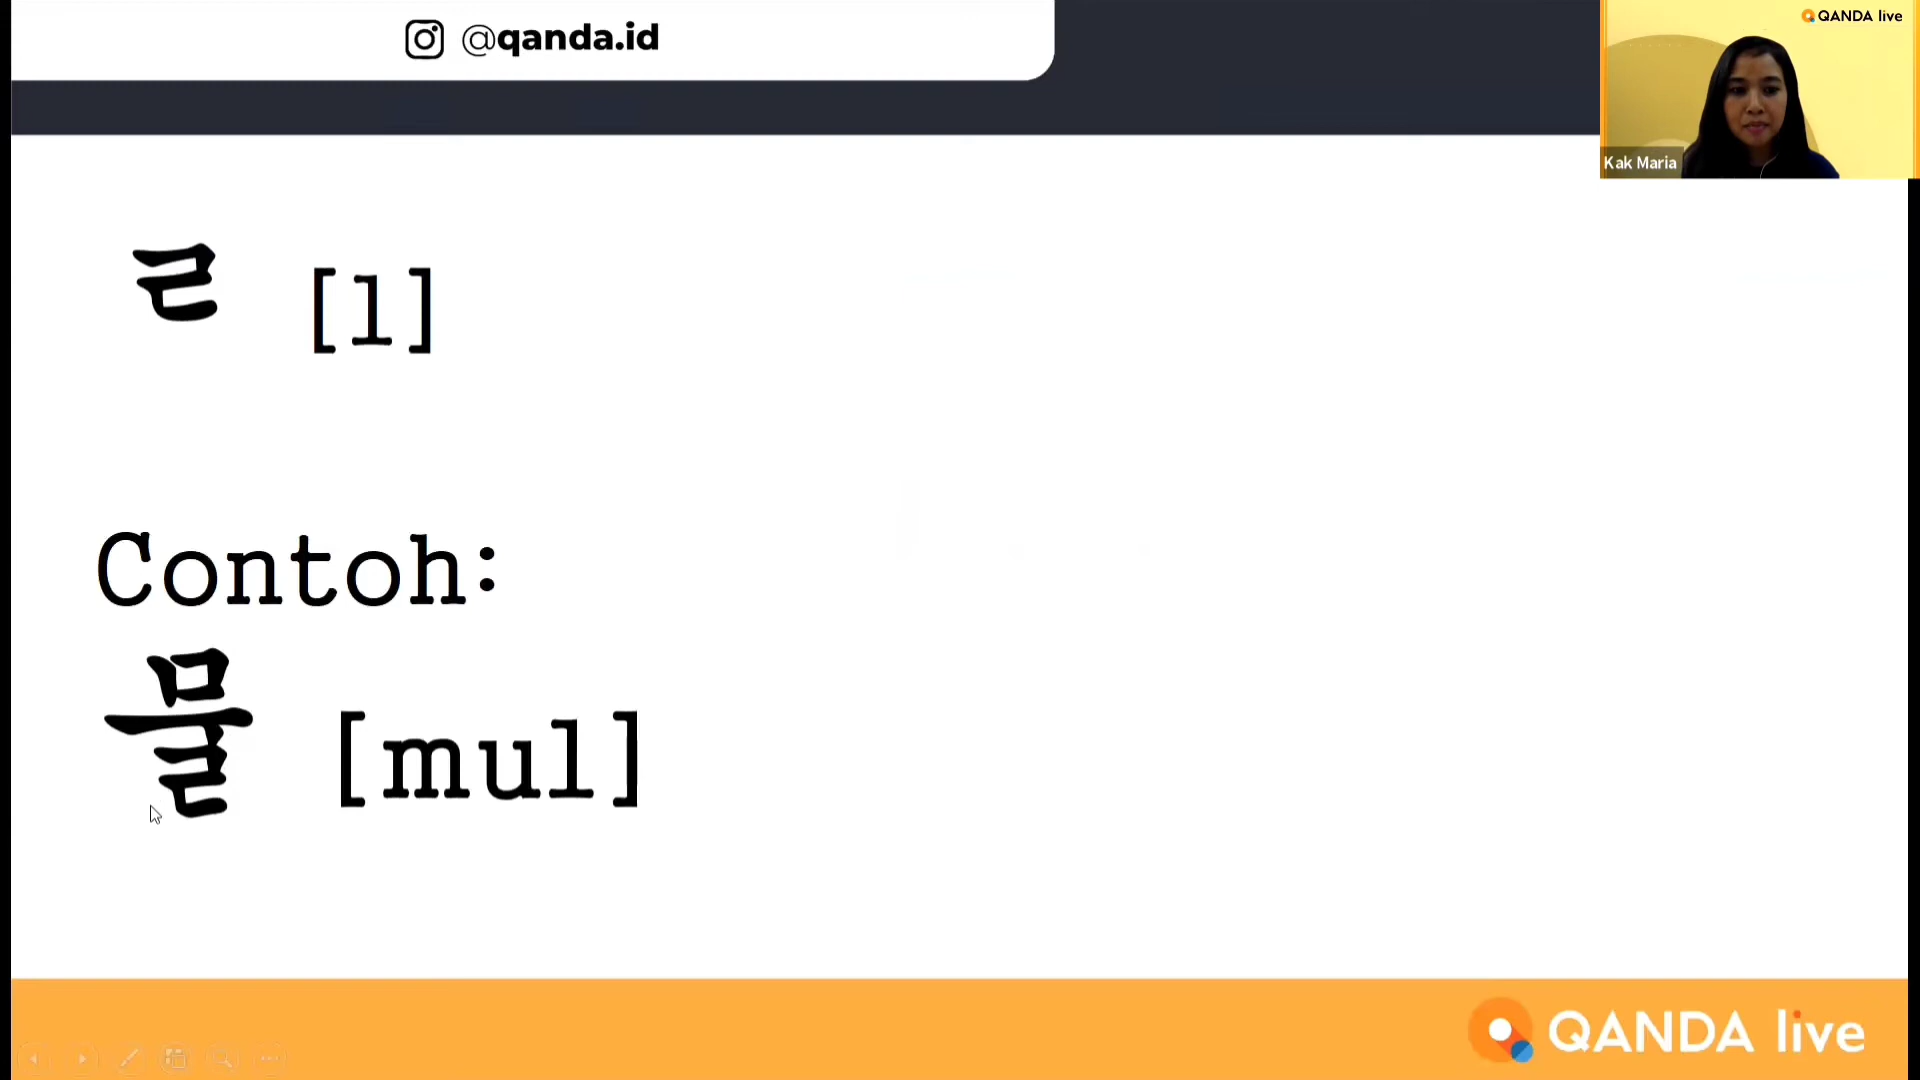 @qanda.id
QANDA live
Kak Maria
ㄹ [l]
Contoh:
물 [mul]
QANDA live